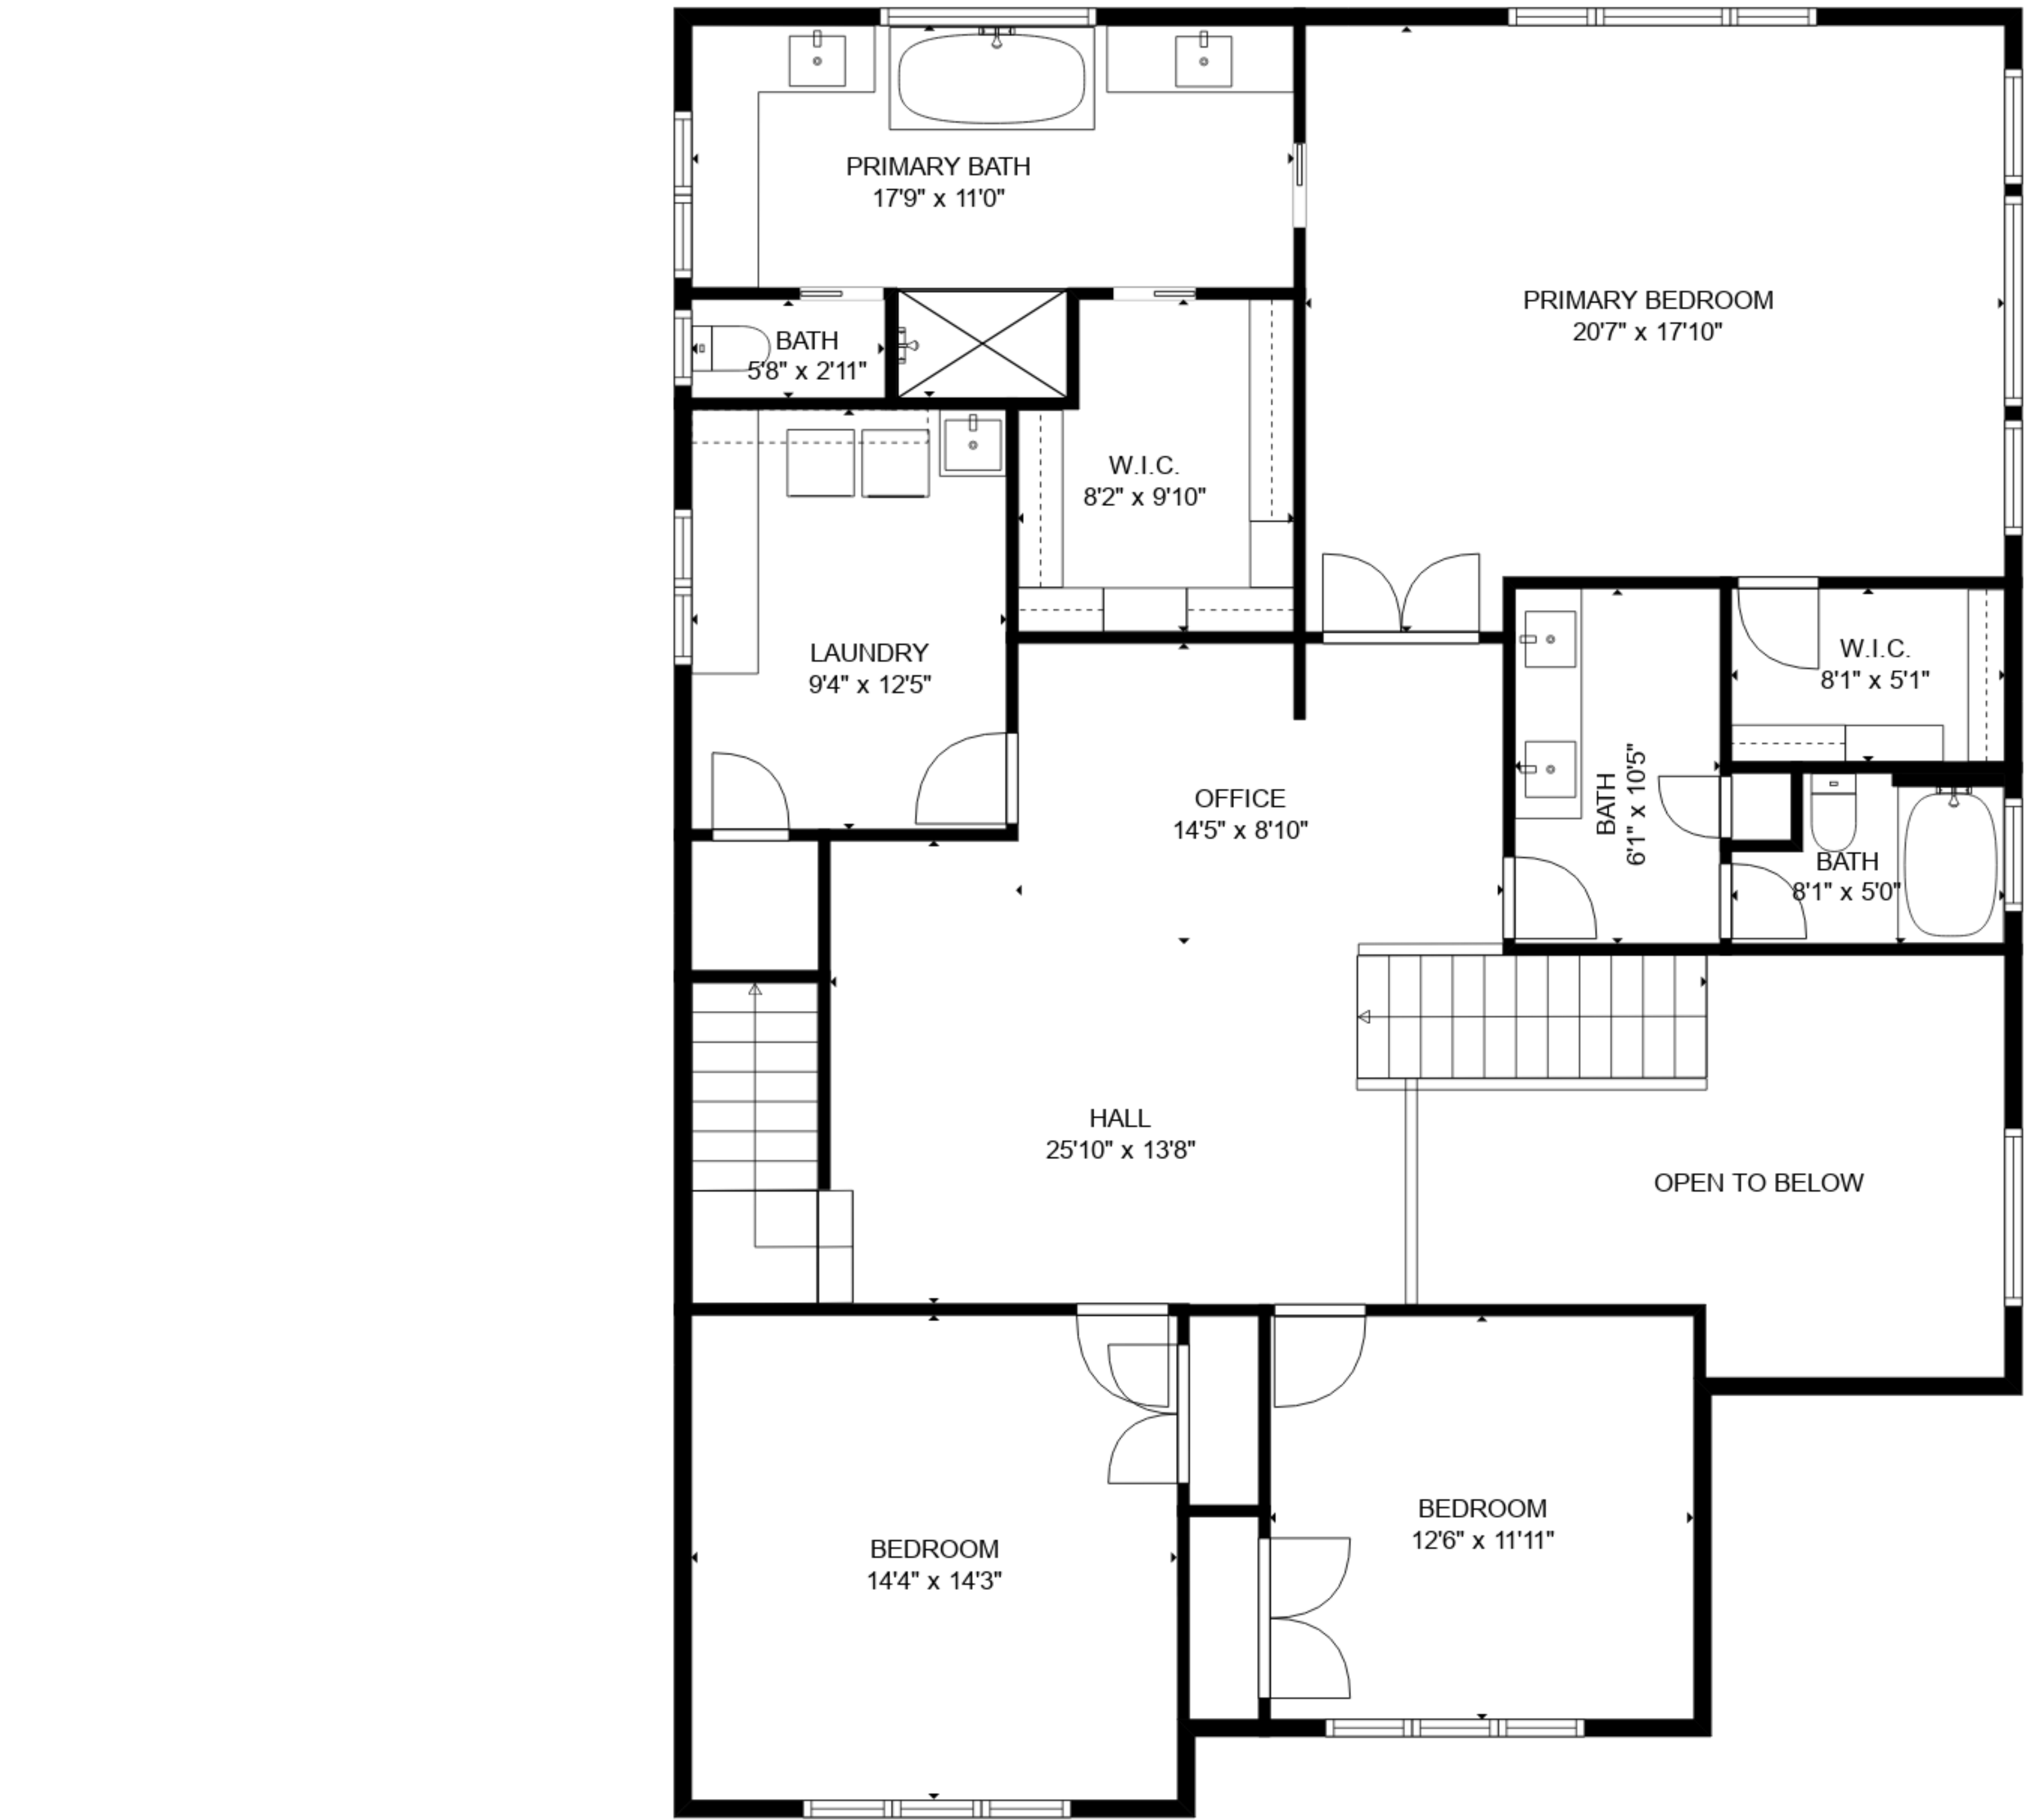 PRIMARY BATH
17'9" x 11'0"
PRIMARY BEDROOM
20'7" x 17'10"
BATH
5'8" x 2'11"
W.I.C.
8'2" x 9'10"
LAUNDRY
9'4" x 12'5"
W.I.C.
8'1" x 5'1"
OFFICE
14'5" x 8'10"
BATH
6'1" x 10'5"
BATH
8'1" x 5'0"
HALL
25'10" x 13'8"
OPEN TO BELOW
BEDROOM
14'4" x 14'3"
BEDROOM
12'6" x 11'11"